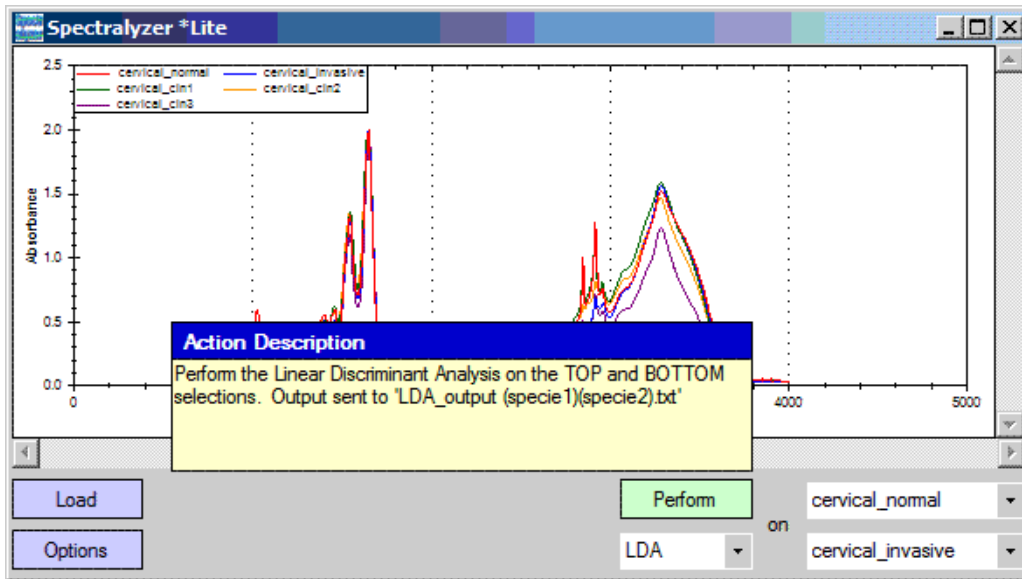 Spectralyzer *Lite
2.5
cervical_normal cervical_invasive
cervical_cin1 cervical_cin2
cervical_cin3
2.0
1.5
Absorbance
1.0
0.5
Action Description
Perform the Linear Discriminant Analysis on the TOP and BOTTOM
selections. Output sent to 'LDA_output (specie1)(specie2).txt'
0.0
0 4000 5000
Load Perform cervical_normal
on
Options LDA cervical_invasive